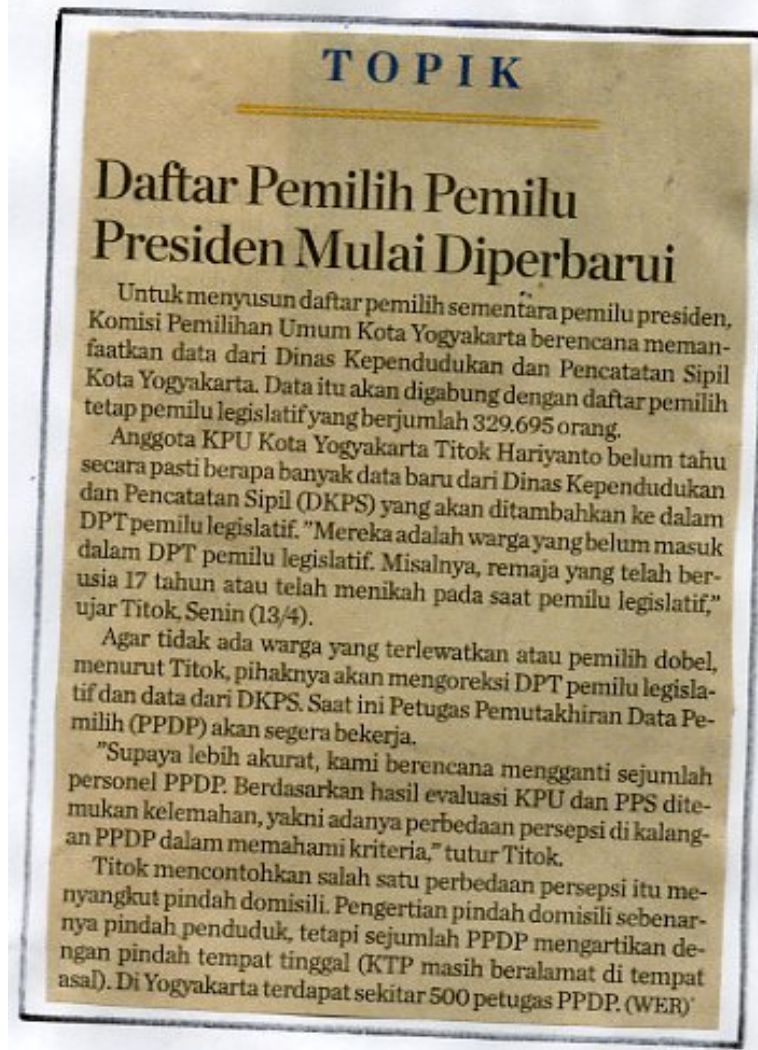 TOPIK
Daftar Pemilih Pemilu
Presiden Mulai Diperbarui
Untuk menyusun daftar pemilih sementara pemilu presiden,
Komisi Pemilihan Umum Kota Yogyakarta berencana meman-
faatkan data dari Dinas Kependudukan dan Pencatatan Sipil
Kota Yogyakarta. Data itu akan digabung dengan daftar pemilih
tetap pemilu legislatif yang berjumlah 329.695 orang.
Anggota KPU Kota Yogyakarta Titok Hariyanto belum tahu
secara pasti berapa banyak data baru dari Dinas Kependudukan
dan Pencatatan Sipil (DKPS) yang akan ditambahkan ke dalam
DPT pemilu legislatif. "Mereka adalah warga yang belum masuk
dalam DPT pemilu legislatif. Misalnya, remaja yang telah ber-
usia 17 tahun atau telah menikah pada saat pemilu legislatif,"
ujar Titok, Senin (13/4).
Agar tidak ada warga yang terlewatkan atau pemilih dobel,
menurut Titok, pihaknya akan mengoreksi DPT pemilu legisla-
tif dan data dari DKPS. Saat ini Petugas Pemutakhiran Data Pe-
milih (PPDP) akan segera bekerja.
"Supaya lebih akurat, kami berencana mengganti sejumlah
personel PPDP. Berdasarkan hasil evaluasi KPU dan PPS dite-
mukan kelemahan, yakni adanya perbedaan persepsi di kalang-
an PPDP dalam memahami kriteria," tutur Titok.
Titok mencontohkan salah satu perbedaan persepsi itu me-
nyangkut pindah domisili. Pengertian pindah domisili sebenar-
nya pindah penduduk, tetapi sejumlah PPDP mengartikan de-
ngan pindah tempat tinggal (KTP masih beralamat di tempat
asal). Di Yogyakarta terdapat sekitar 500 petugas PPDP. (WER)